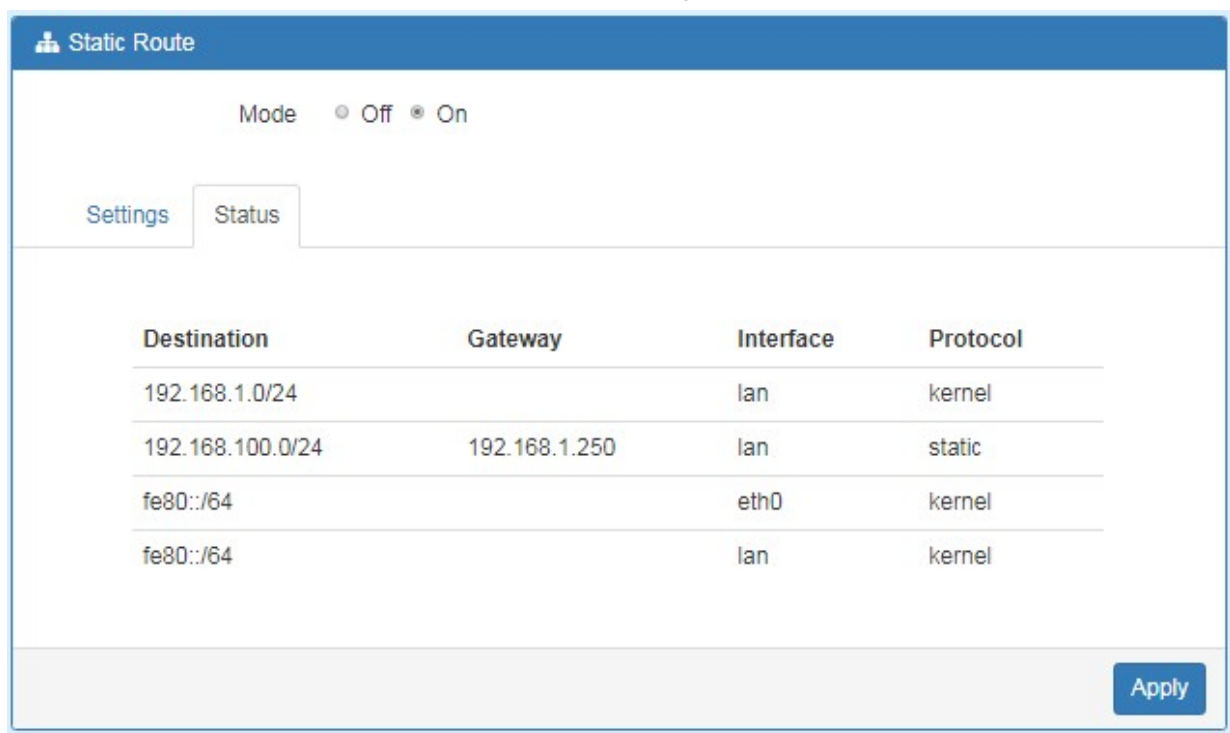 Static Route
Mode Off On
Settings Status
Destination Gateway Interface Protocol
192.168.1.0/24 lan kernel
192.168.100.0/24 192.168.1.250 lan static
fe80::/64 eth0 kernel
fe80::/64 lan kernel
Apply